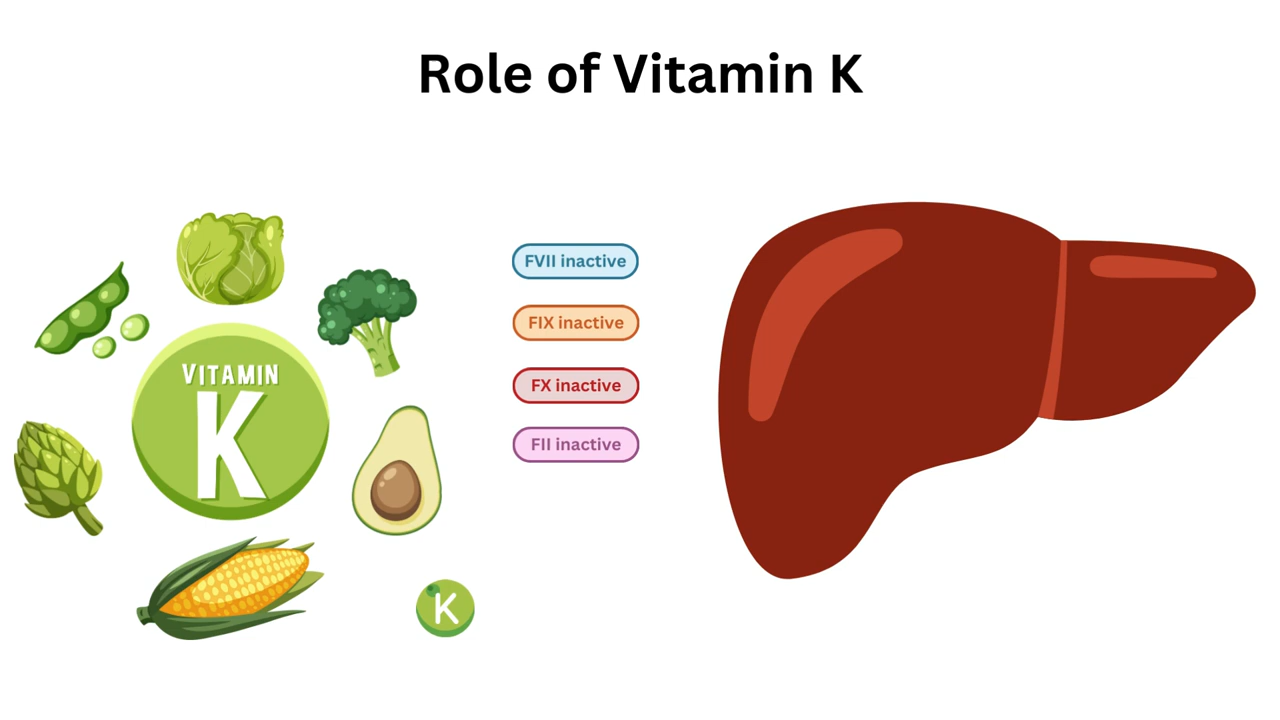 Role of Vitamin K
VITAMIN
K
FVII inactive
FIX inactive
FX inactive
FII inactive
K